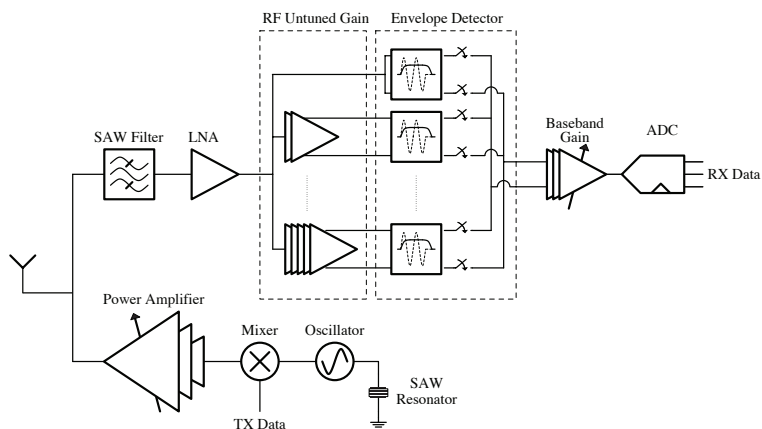 RF Untuned Gain
Envelope Detector
SAW Filter
LNA
Baseband
Gain
ADC
RX Data
Power Amplifier
Mixer
Oscillator
SAW
Resonator
TX Data